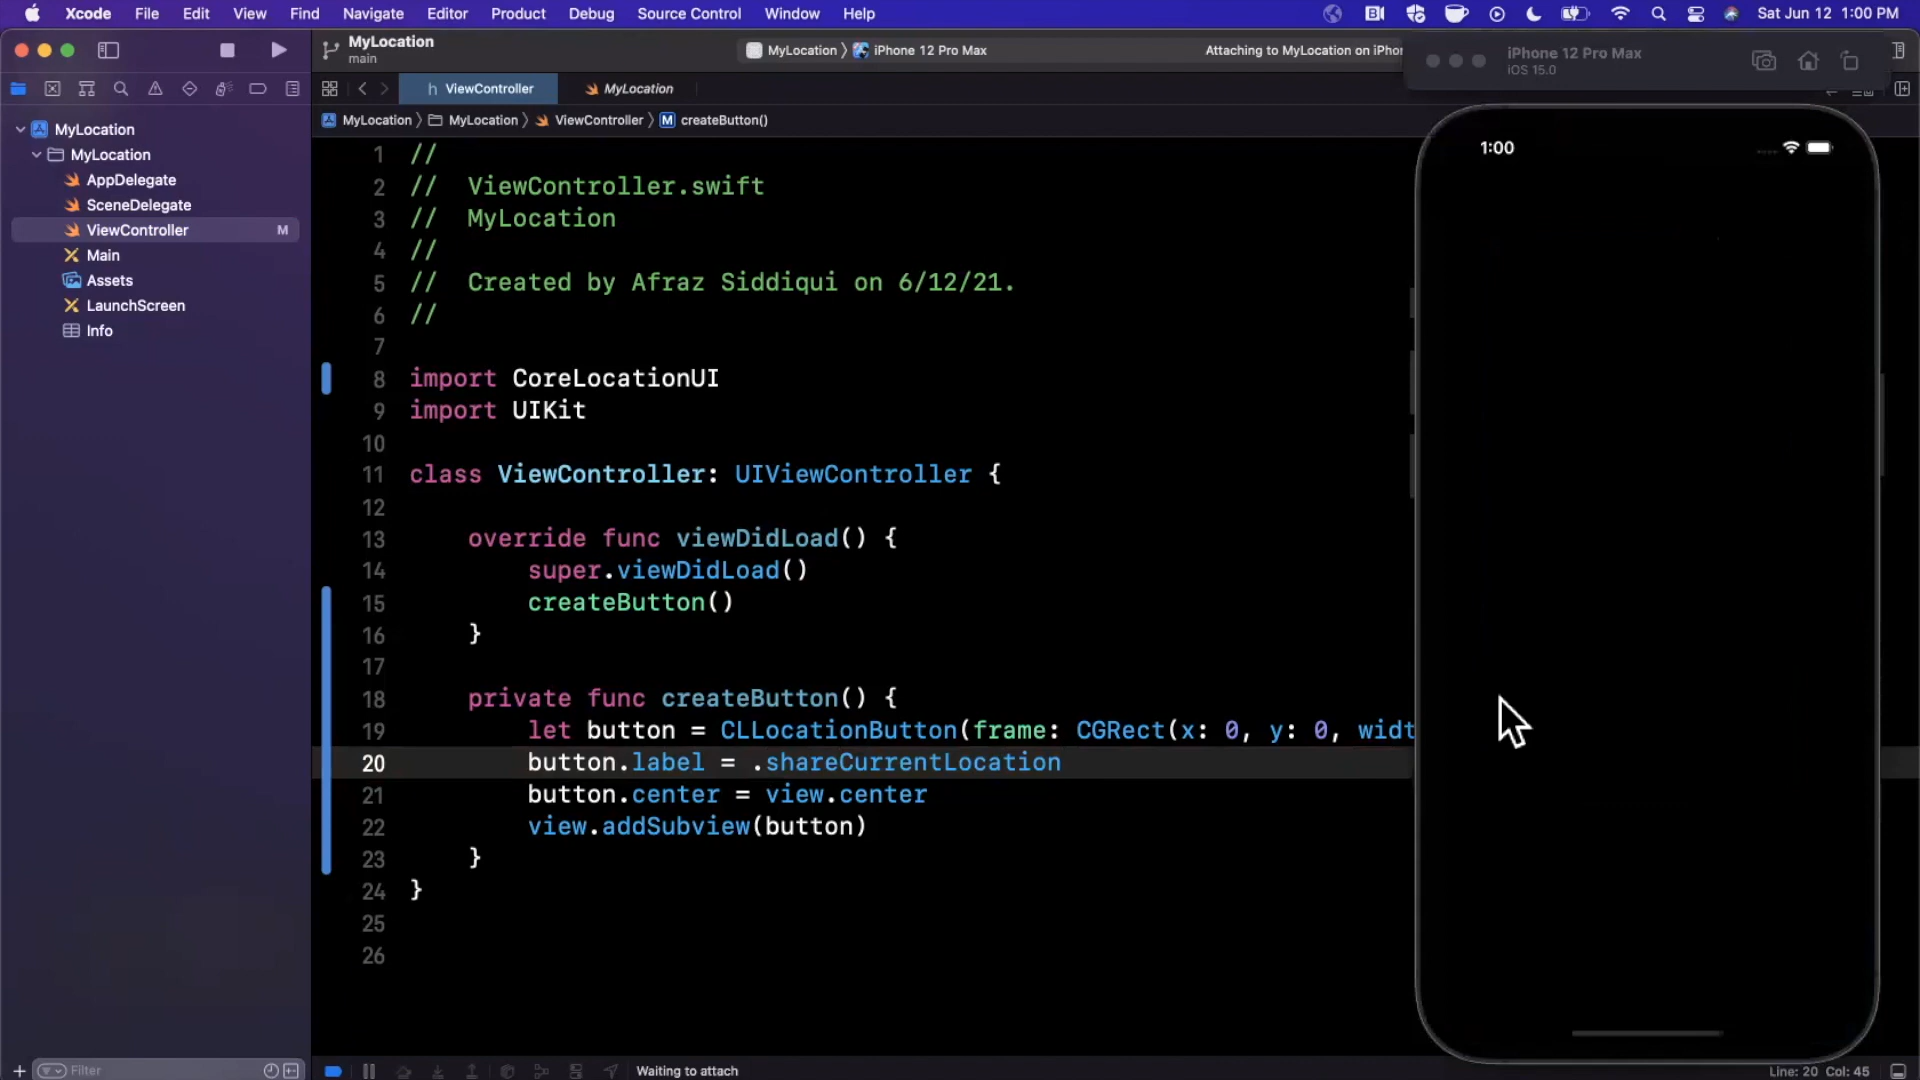 Xcode File Edit View Find Navigate Editor Product Debug Source Control Window Help Sat Jun 12 1:00 PM
MyLocation
main
MyLocation iPhone 12 Pro Max
Attaching to MyLocation on iPhon
iPhone 12 Pro Max
iOS 15.0
ViewController
MyLocation
MyLocation MyLocation ViewController M createButton()
MyLocation
MyLocation
AppDelegate
SceneDelegate
ViewController M
Main
Assets
LaunchScreen
Info
1 //
2 // ViewController.swift
3 // MyLocation
4 //
5 // Created by Afraz Siddiqui on 6/12/21.
6 //
7
8 import CoreLocationUI
9 import UIKit
10
11 class ViewController: UIViewController {
12
13 override func viewDidLoad() {
14 super.viewDidLoad()
15 createButton()
16 }
17
18 private func createButton() {
19 let button = CLLocationButton(frame: CGRect(x: 0, y: 0, widt
20 button.label = .shareCurrentLocation
21 button.center = view.center
22 view.addSubview(button)
23 }
24 }
25
26
1:00
Filter
Waiting to attach
Line: 20 Col: 45